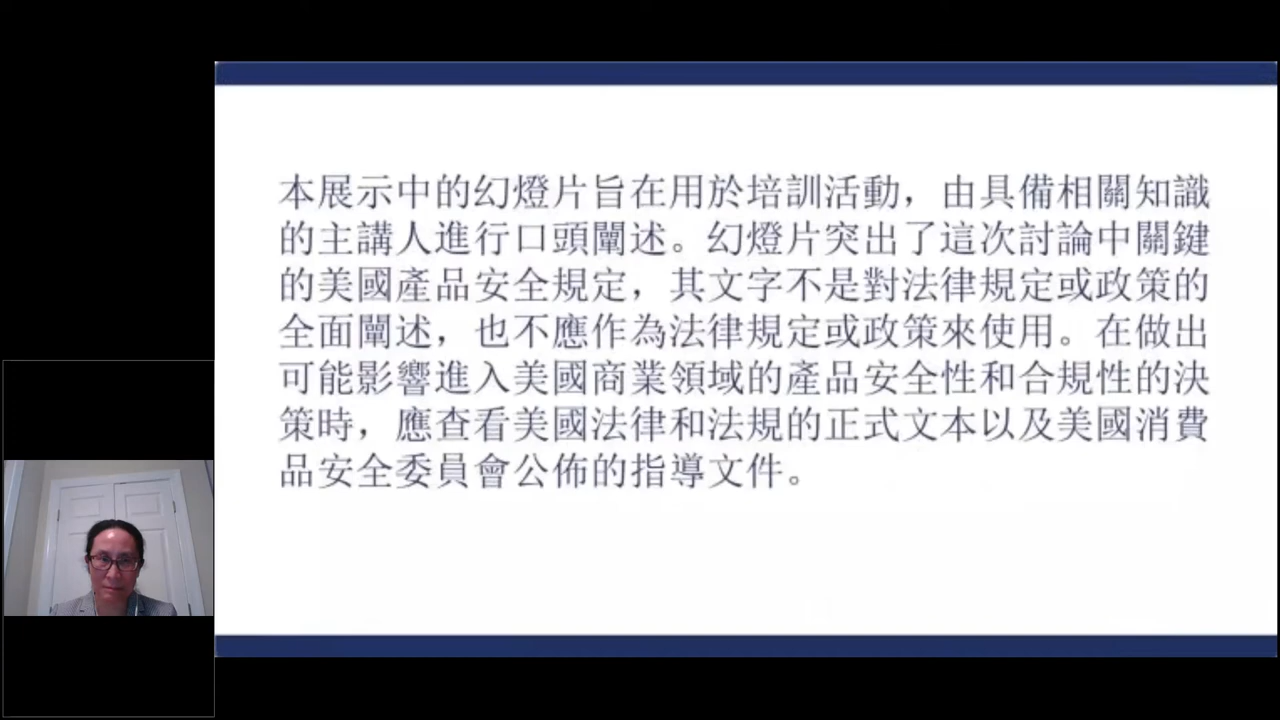 本展示中的幻燈片旨在用於培訓活動，由具備相關知識
的主講人進行口頭闡述。幻燈片突出了這次討論中關鍵
的美國產品安全規定，其文字不是對法律規定或政策的
全面闡述，也不應作為法律規定或政策來使用。在做出
可能影響進入美國商業領域的產品安全性和合規性的決
策時，應查看美國法律和法規的正式文本以及美國消費
品安全委員會公佈的指導文件。